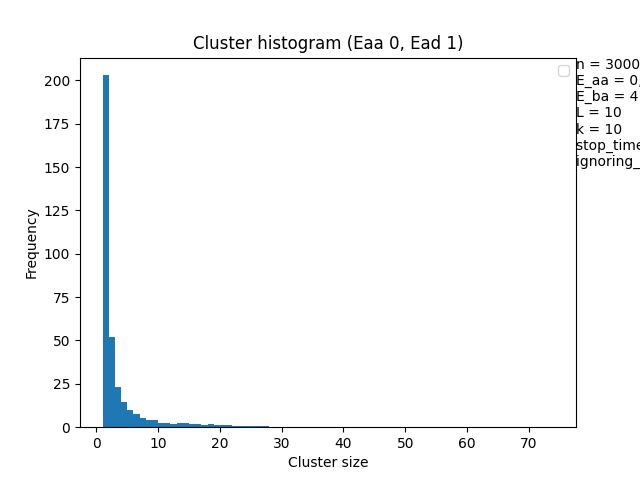 Cluster histogram (Eaa 0, Ead 1)
n = 3000
E_aa = 0,
E_ba = 4
L = 10
k = 10
stop_time
ignoring_
200
175
150
125
100
75
50
25
0
Frequency
0 10 20 30 40 50 60 70
Cluster size